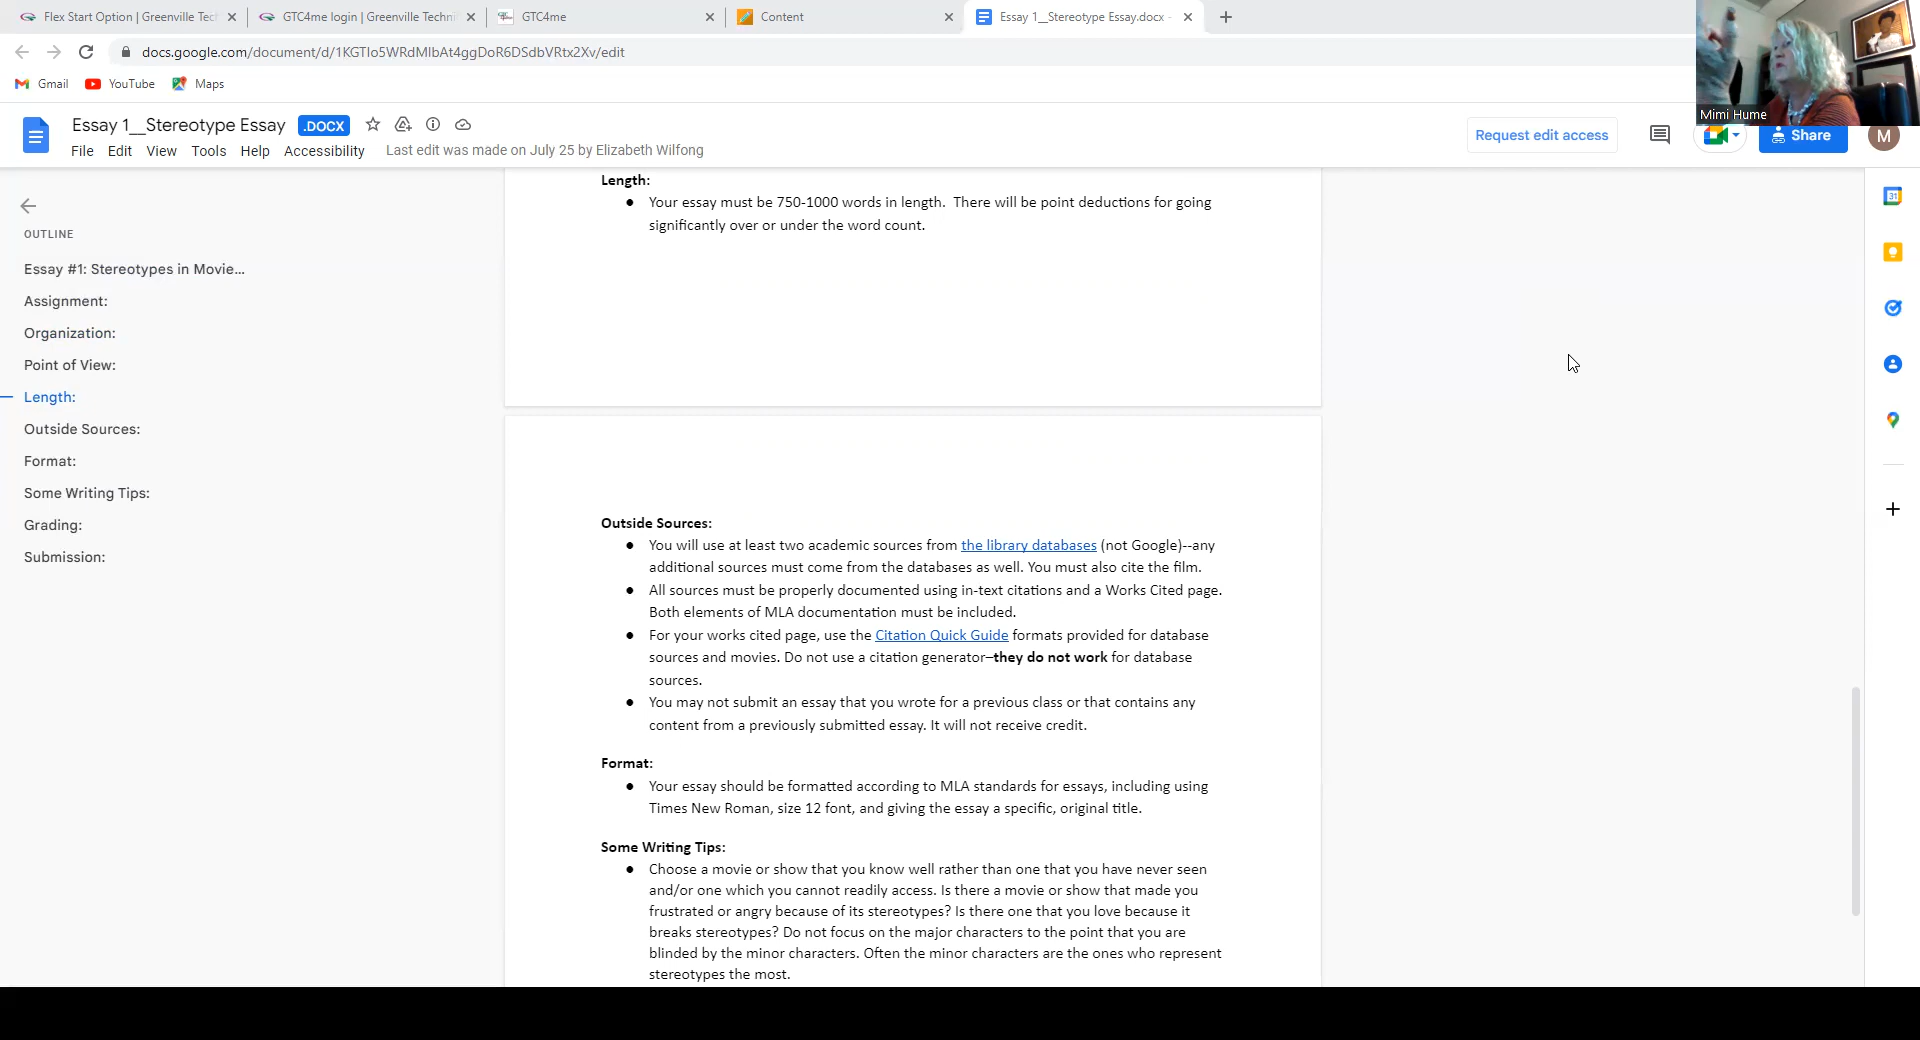 Flex Start Option | Greenville Tec
GTC4me login | Greenville Techni
GTC4me
Content
Essay 1__Stereotype Essay.docx -
docs.google.com/document/d/1KGTIo5WRdMIbAt4ggDoR6DSdbVRtx2Xv/edit
Gmail
YouTube
Maps
Mimi Hume
Essay 1__Stereotype Essay .DOCX
File Edit View Tools Help Accessibility Last edit was made on July 25 by Elizabeth Wilfong
Request edit access
Share
M
31
OUTLINE
Essay #1: Stereotypes in Movie...
Assignment:
Organization:
Point of View:
Length:
Outside Sources:
Format:
Some Writing Tips:
Grading:
Submission:
Length:
● Your essay must be 750-1000 words in length. There will be point deductions for going
significantly over or under the word count.
Outside Sources:
● You will use at least two academic sources from the library databases (not Google)--any
additional sources must come from the databases as well. You must also cite the film.
● All sources must be properly documented using in-text citations and a Works Cited page.
Both elements of MLA documentation must be included.
● For your works cited page, use the Citation Quick Guide formats provided for database
sources and movies. Do not use a citation generator–they do not work for database
sources.
● You may not submit an essay that you wrote for a previous class or that contains any
content from a previously submitted essay. It will not receive credit.
Format:
● Your essay should be formatted according to MLA standards for essays, including using
Times New Roman, size 12 font, and giving the essay a specific, original title.
Some Writing Tips:
● Choose a movie or show that you know well rather than one that you have never seen
and/or one which you cannot readily access. Is there a movie or show that made you
frustrated or angry because of its stereotypes? Is there one that you love because it
breaks stereotypes? Do not focus on the major characters to the point that you are
blinded by the minor characters. Often the minor characters are the ones who represent
stereotypes the most.